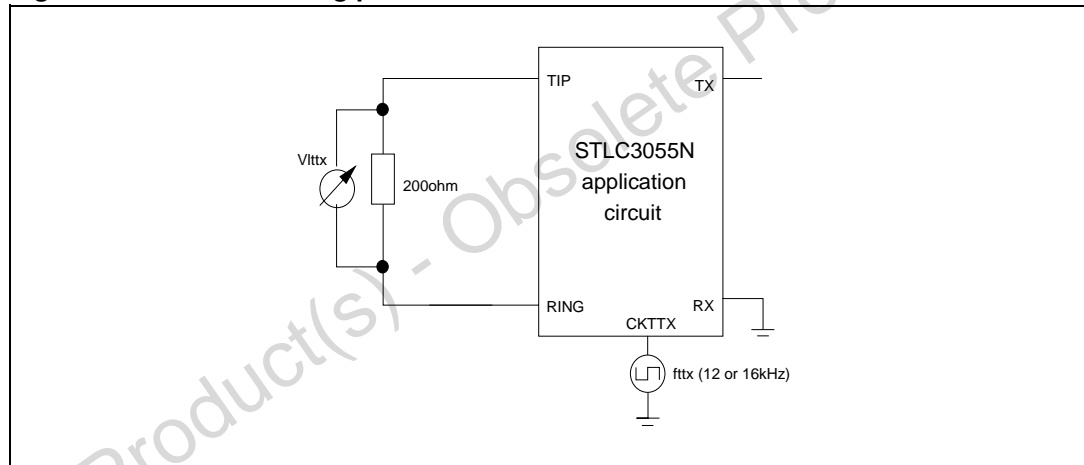 TIP
TX
Vlttx
200ohm
STLC3055N
application
circuit
RING
RX
CKTTX
fttx (12 or 16kHz)
Product(s) - Obsolete Pro